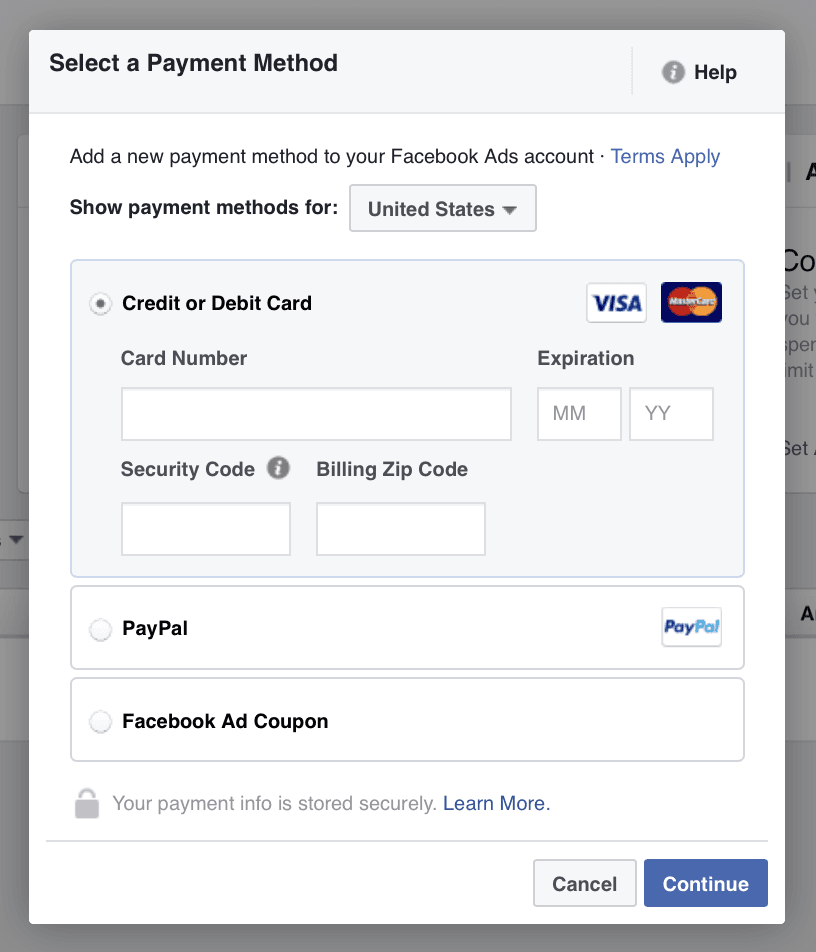 Select a Payment Method
Help
Add a new payment method to your Facebook Ads account · Terms Apply
Show payment methods for: United States
Credit or Debit Card VISA MasterCard
Card Number Expiration
MM YY
Security Code Billing Zip Code
PayPal PayPal
Facebook Ad Coupon
Your payment info is stored securely. Learn More.
Cancel Continue